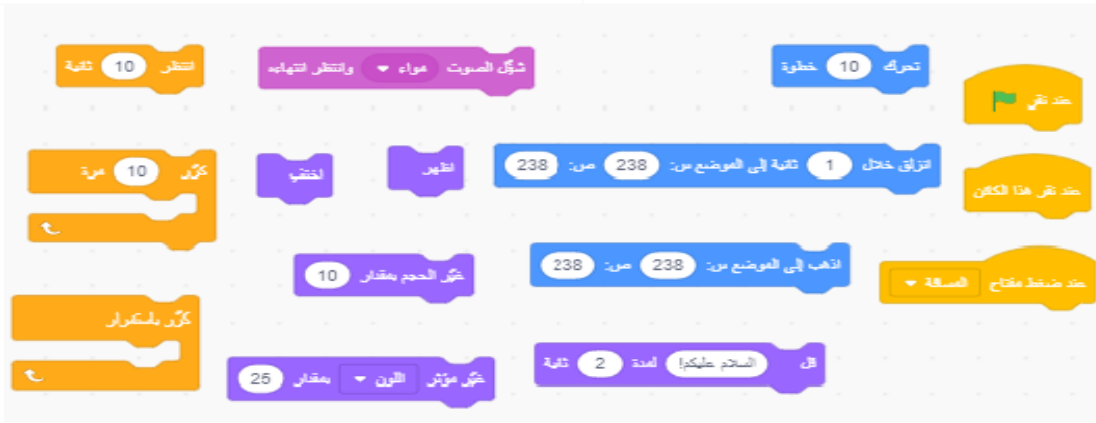 تحرك 10 خطوة
شغّل الصوت مواء وانتظر انتهاءه
انتظر 10 ثانية
عند نقر
انزلق خلال 1 ثانية إلى الموضع س: 238 ص: 238
اظهر
اختفِ
كرّر 10 مرة
عند نقر هذا الكائن
اذهب إلى الموضع س: 238 ص: 238
غيّر الحجم بمقدار 10
عند ضغط مفتاح المسافة
كرّر باستمرار
قل السلام عليكم! لمدة 2 ثانية
غيّر مؤثر اللون بمقدار 25